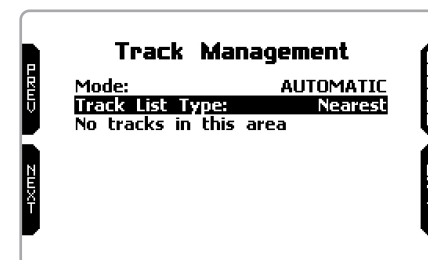 Track Management
PREV
Mode: AUTOMATIC
Track List Type: Nearest
No tracks in this area
NEXT